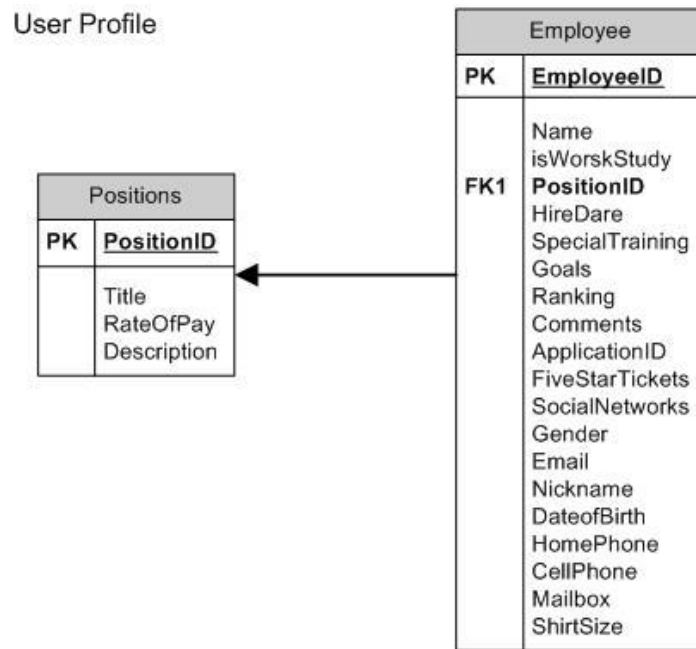 User Profile
Employee
PK EmployeeID
Name
isWorskStudy
FK1 PositionID
HireDare
SpecialTraining
Goals
Ranking
Comments
ApplicationID
FiveStarTickets
SocialNetworks
Gender
Email
Nickname
DateofBirth
HomePhone
CellPhone
Mailbox
ShirtSize
Positions
PK PositionID
Title
RateOfPay
Description